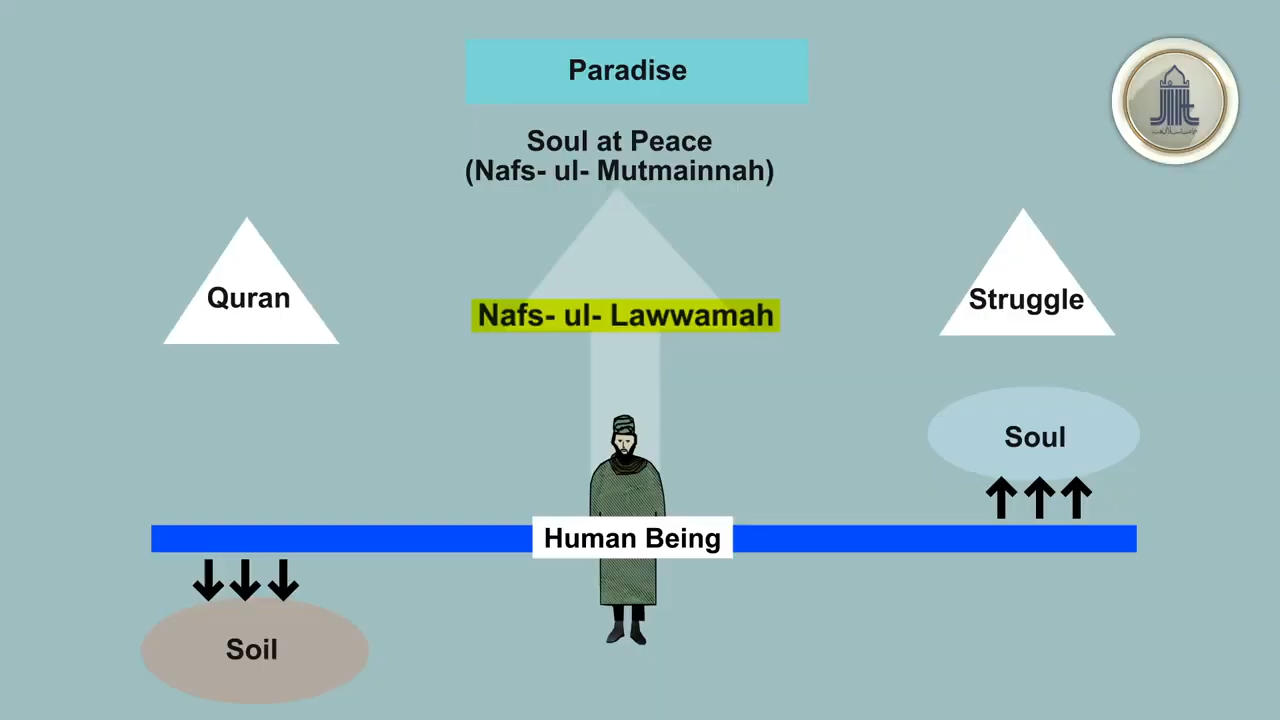 Paradise
Soul at Peace
(Nafs- ul- Mutmainnah)
Quran
Nafs- ul- Lawwamah
Struggle
Soul
Human Being
Soil